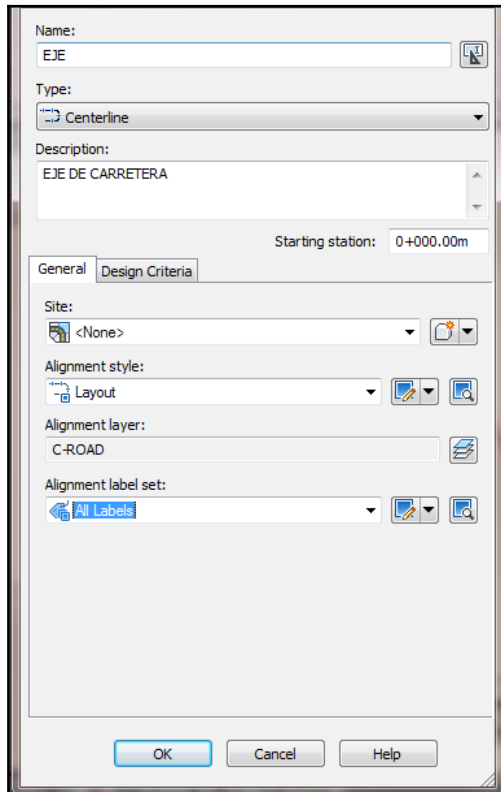 Name:
EJE
Type:
Centerline
Description:
EJE DE CARRETERA
Starting station: 0+000.00m
General Design Criteria
Site:
<None>
Alignment style:
Layout
Alignment layer:
C-ROAD
Alignment label set:
All Labels
OK Cancel Help